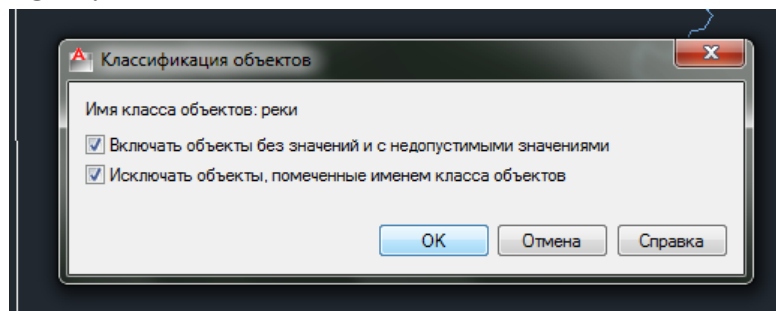 Классификация объектов
Имя класса объектов: реки
Включать объекты без значений и с недопустимыми значениями
Исключать объекты, помеченные именем класса объектов
ОК Отмена Справка